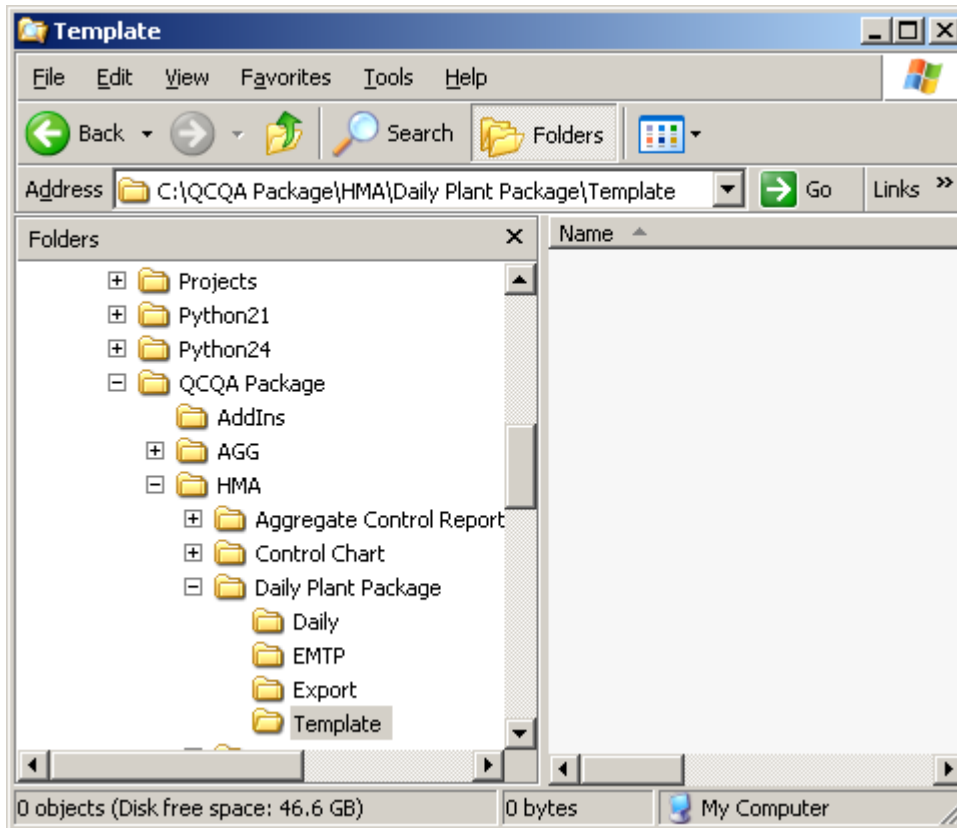 Template
File Edit View Favorites Tools Help
Back Search Folders
Address C:\QCQA Package\HMA\Daily Plant Package\Template Go Links »
Folders
Name
Projects
Python21
Python24
QCQA Package
AddIns
AGG
HMA
Aggregate Control Report
Control Chart
Daily Plant Package
Daily
EMTP
Export
Template
0 objects (Disk free space: 46.6 GB) 0 bytes My Computer